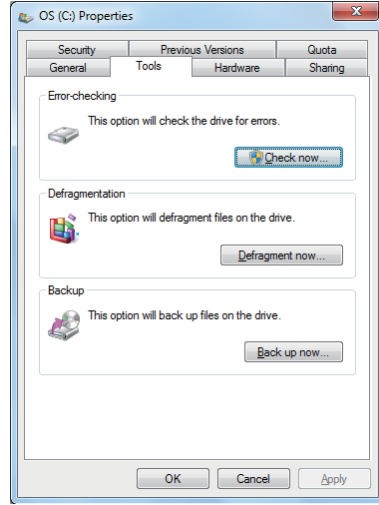 OS (C:) Properties
Security Previous Versions Quota
General Tools Hardware Sharing
Error-checking
This option will check the drive for errors.
Check now...
Defragmentation
This option will defragment files on the drive.
Defragment now...
Backup
This option will back up files on the drive.
Back up now...
OK Cancel Apply